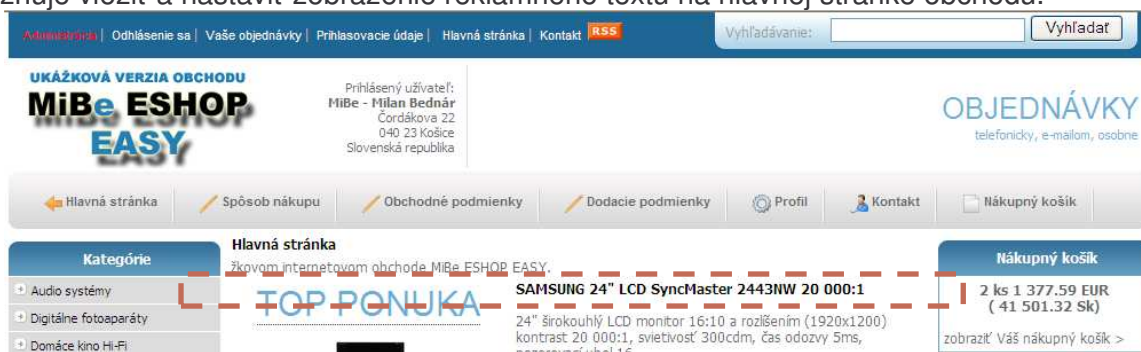 žňuje vložiť a nastaviť zobrazenie reklamného textu na hlavnej stránke obchodu.
Administrácia | Odhlásenie sa | Vaše objednávky | Prihlasovacie údaje | Hlavná stránka | Kontakt RSS
Vyhľadávanie: Vyhľadať
UKÁŽKOVÁ VERZIA OBCHODU
MiBe ESHOP
EASY
Prihlásený užívateľ:
MiBe - Milan Bednár
Čordákova 22
040 23 Košice
Slovenská republika
OBJEDNÁVKY
telefonicky, e-mailom, osobne
Hlavná stránka Spôsob nákupu Obchodné podmienky Dodacie podmienky Profil Kontakt Nákupný košík
Kategórie
Audio systémy
Digitálne fotoaparáty
Domáce kino Hi-Fi
Hlavná stránka
žkovom internetovom obchode MiBe ESHOP EASY.
TOP PONUKA
SAMSUNG 24" LCD SyncMaster 2443NW 20 000:1
24" širokouhlý LCD monitor 16:10 a rozlíšením (1920x1200)
kontrast 20 000:1, svietivosť 300cdm, čas odozvy 5ms,
pozorovací uhol 16
Nákupný košík
2 ks 1 377.59 EUR
( 41 501.32 Sk)
zobraziť Váš nákupný košík >